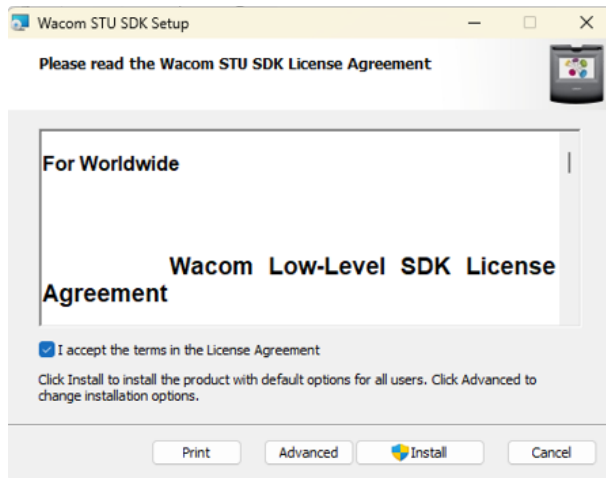 Wacom STU SDK Setup
Please read the Wacom STU SDK License Agreement
For Worldwide
Wacom Low-Level SDK License
Agreement
I accept the terms in the License Agreement
Click Install to install the product with default options for all users. Click Advanced to
change installation options.
Print Advanced Install Cancel